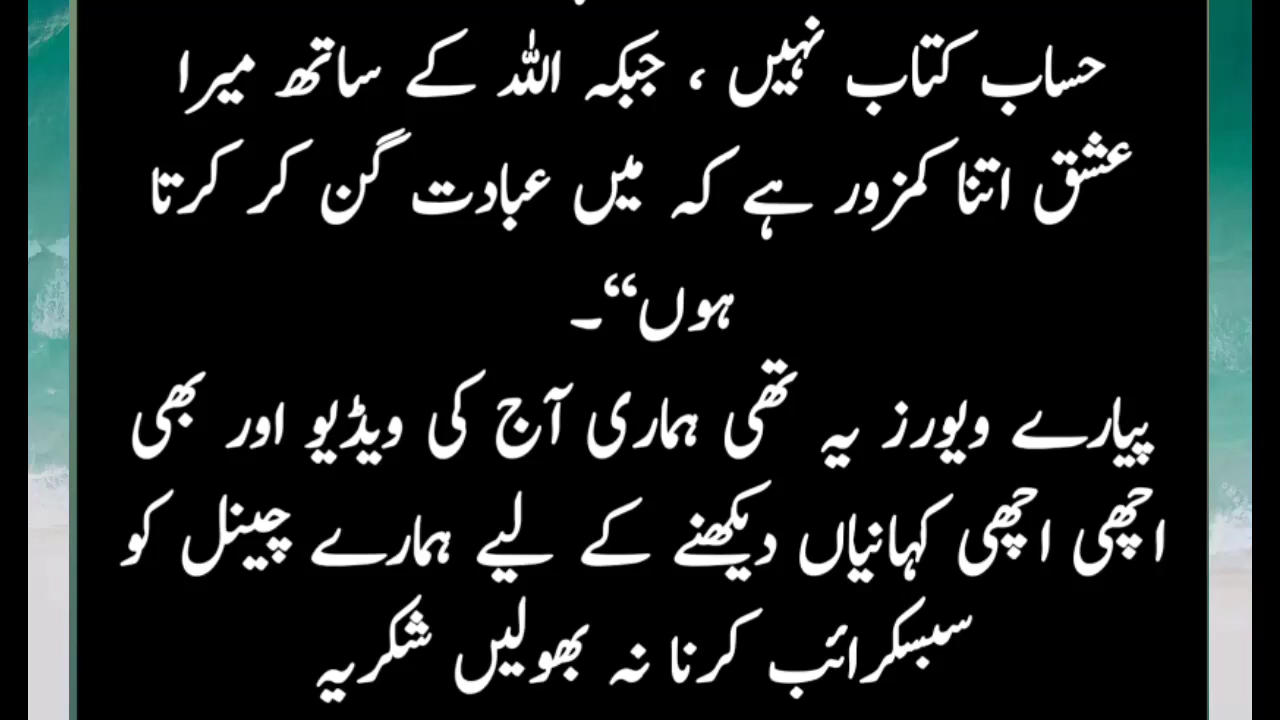 حساب کتاب نہیں ، جبکہ اللہ کے ساتھ میرا
عشق اتنا کمزور ہے کہ میں عبادت گن کر کرتا
ہوں“۔
پیارے ویورز یہ تھی ہماری آج کی ویڈیو اور بھی
اچھی اچھی کہانیاں دیکھنے کے لیے ہمارے چینل کو
سبسکرائب کرنا نہ بھولیں شکریہ